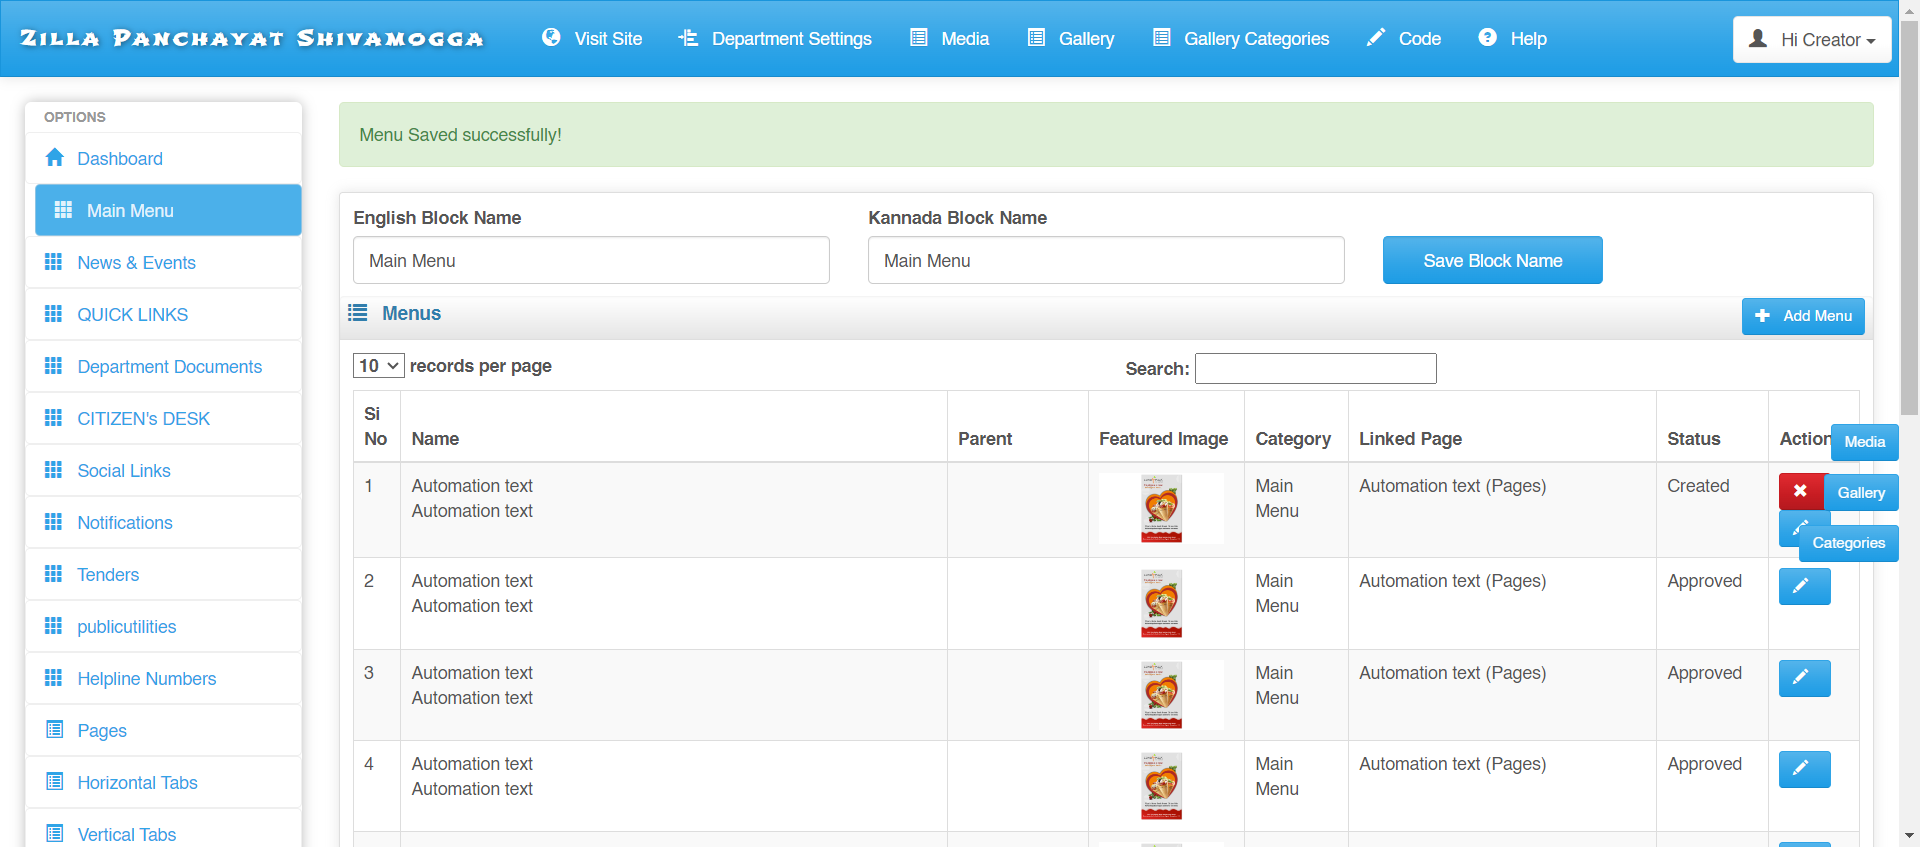 Zilla Panchayat Shivamogga
Visit Site
Department Settings
Media
Gallery
Gallery Categories
Code
Help
Hi Creator
OPTIONS
Dashboard
Main Menu
News & Events
QUICK LINKS
Department Documents
CITIZEN's DESK
Social Links
Notifications
Tenders
publicutilities
Helpline Numbers
Pages
Horizontal Tabs
Vertical Tabs
Menu Saved successfully!
English Block Name
Kannada Block Name
Main Menu
Main Menu
Save Block Name
Menus
Add Menu
10 records per page
Search:
Si No
Name
Parent
Featured Image
Category
Linked Page
Status
Action
1
Automation text
Automation text
Main
Menu
Automation text (Pages)
Created
2
Automation text
Automation text
Main
Menu
Automation text (Pages)
Approved
3
Automation text
Automation text
Main
Menu
Automation text (Pages)
Approved
4
Automation text
Automation text
Main
Menu
Automation text (Pages)
Approved
Media
Gallery
Categories